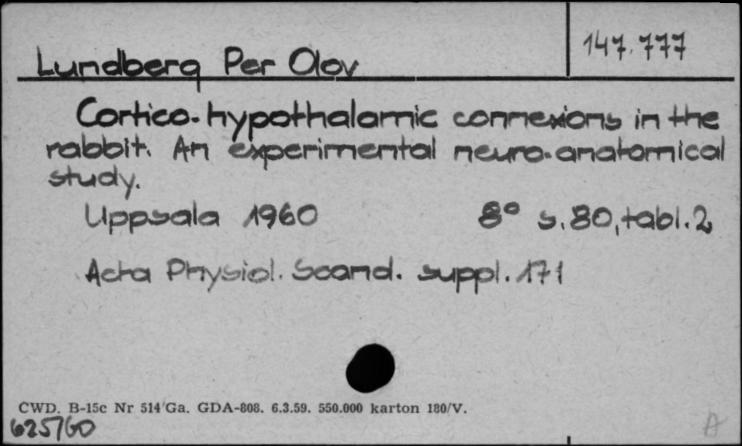 147.777
Lundberg Per Olov
Cortico-hypothalamic connexions in the
rabbit. An experimental neuro-anatomical
study.
Uppsala 1960 8° s.80, tabl.2
Acta Physiol. Scand. suppl. 171
CWD. B-15c Nr 514/Ga. GDA-808. 6.3.59. 550.000 karton 180/V.
625/60
A